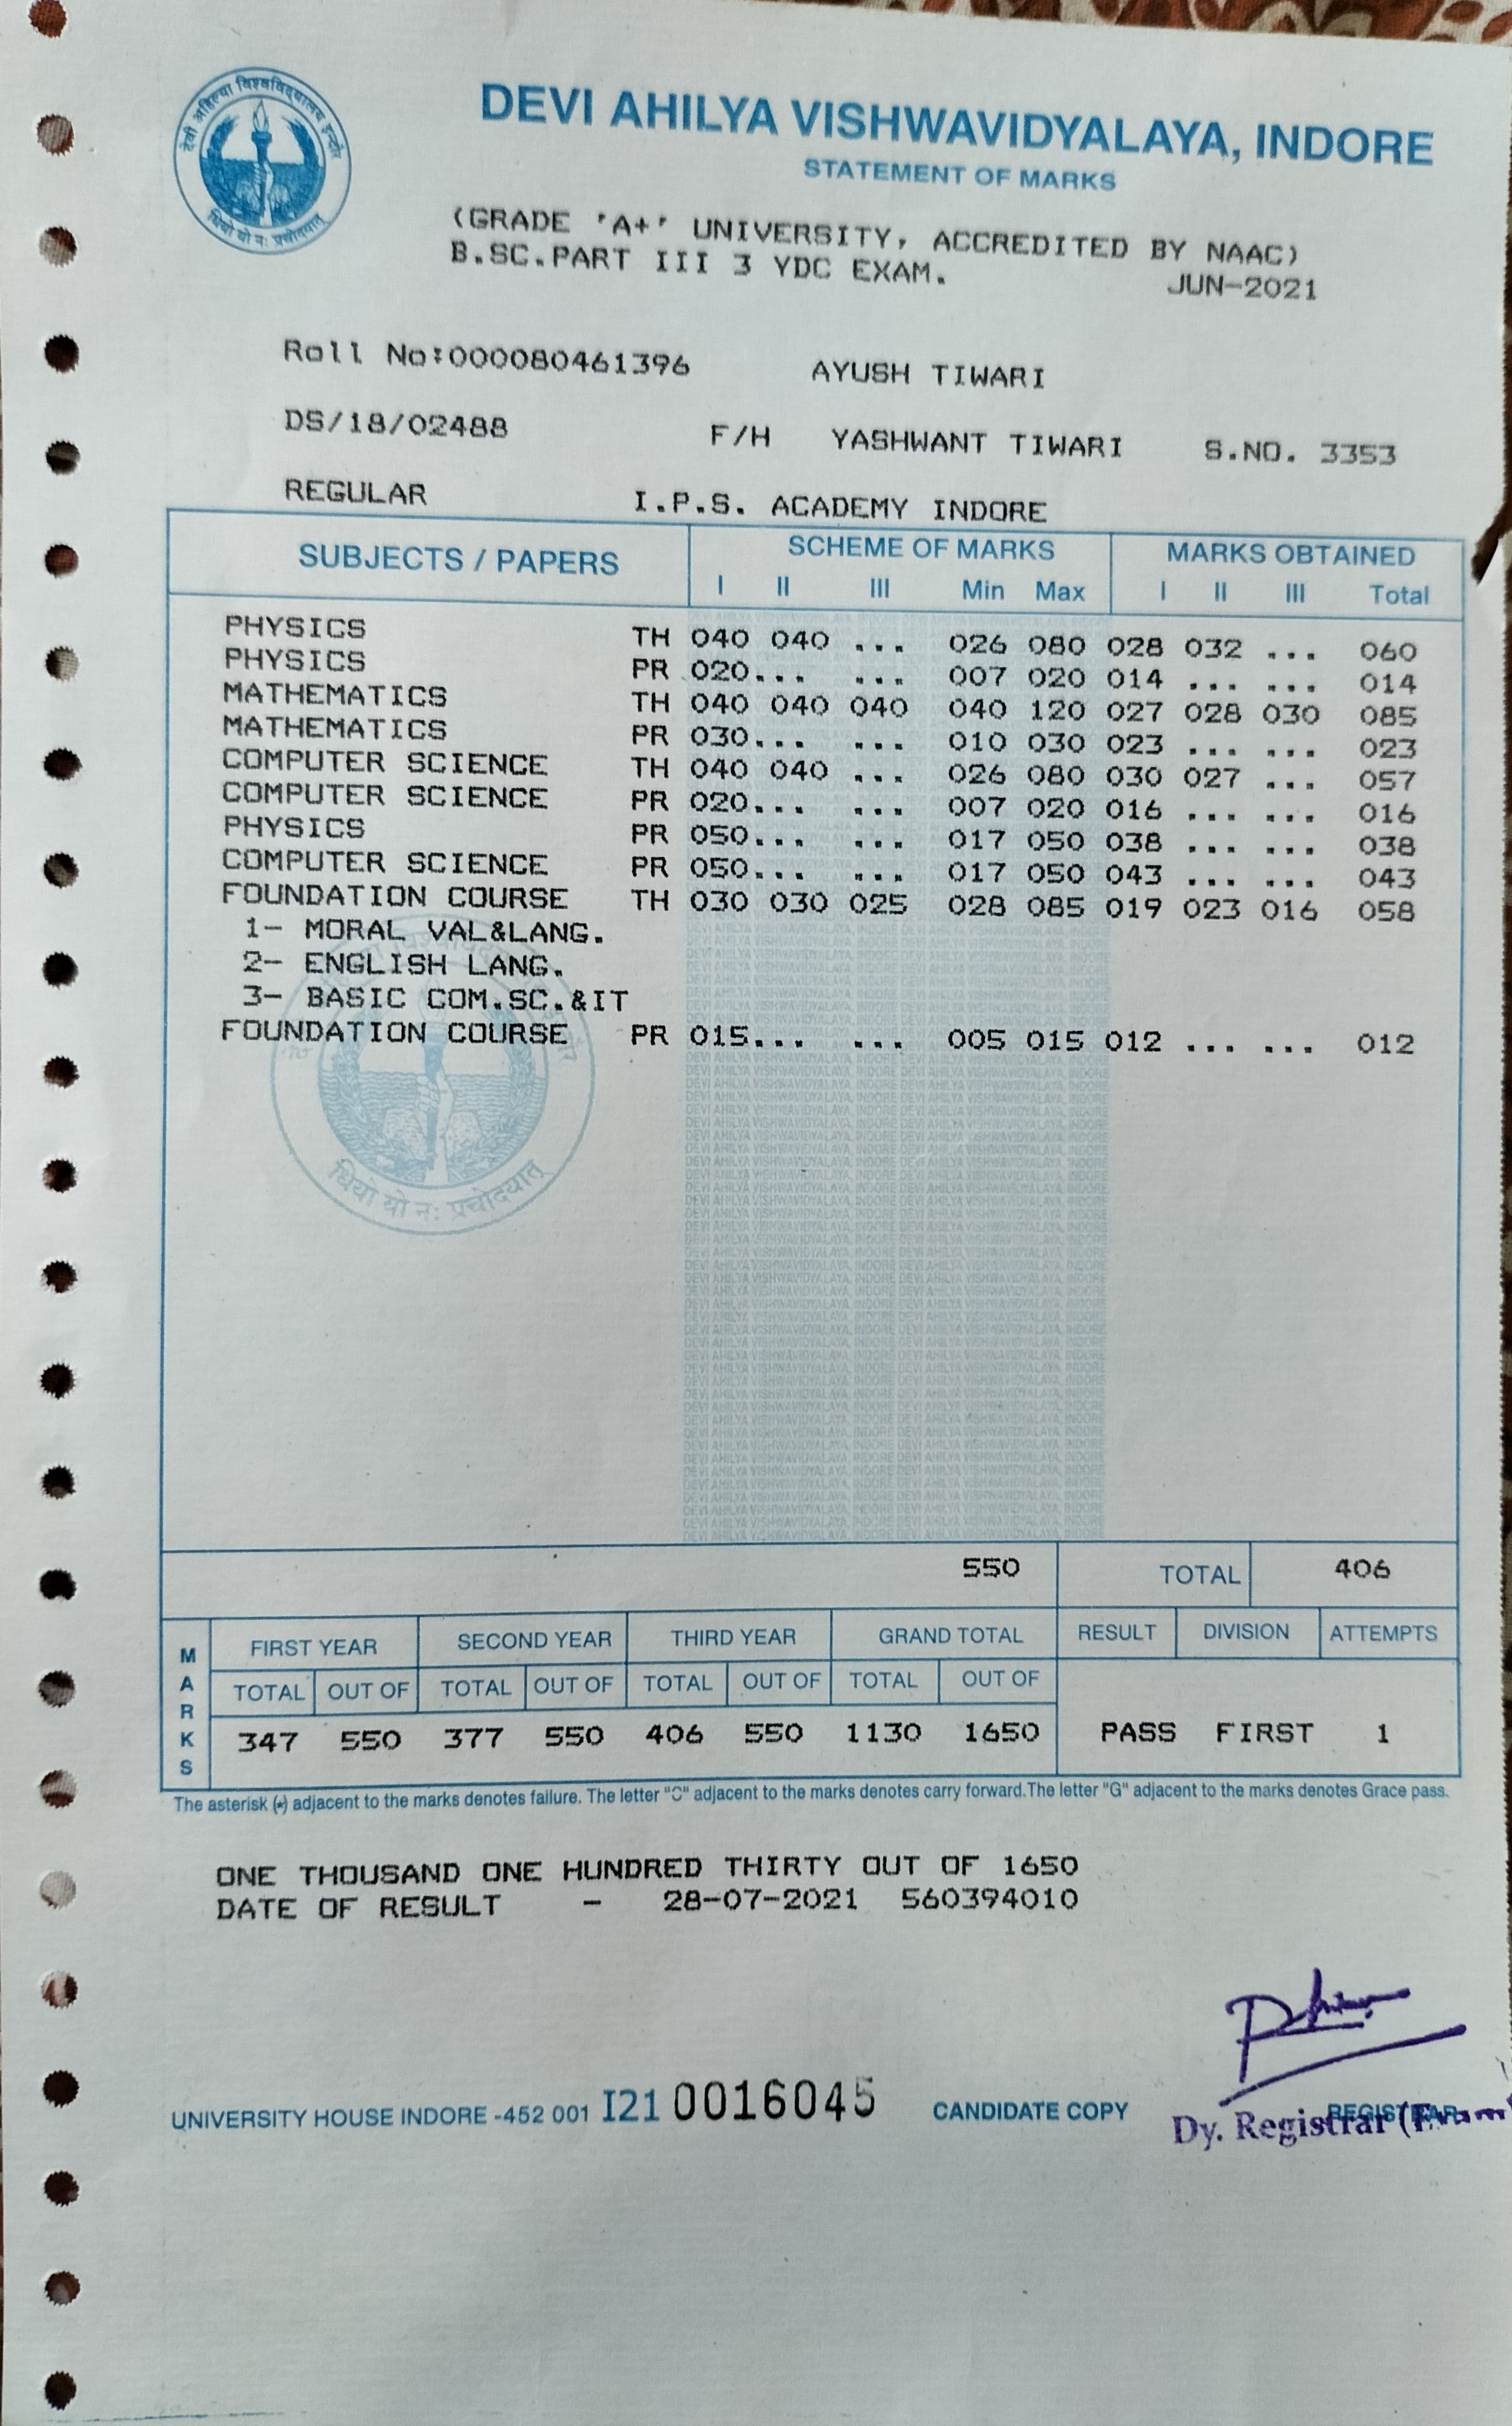 देवी अहिल्या विश्वविद्यालय इन्दौर
धियो यो नः प्रचोदयात्
DEVI AHILYA VISHWAVIDYALAYA, INDORE
STATEMENT OF MARKS
(GRADE 'A+' UNIVERSITY, ACCREDITED BY NAAC)
B.SC.PART III 3 YDC EXAM. JUN-2021
Roll No:000080461396 AYUSH TIWARI
DS/18/02488 F/H YASHWANT TIWARI S.NO. 3353
REGULAR I.P.S. ACADEMY INDORE
SUBJECTS / PAPERS SCHEME OF MARKS MARKS OBTAINED
I II III Min Max I II III Total
PHYSICS TH 040 040 ... 026 080 028 032 ... 060
PHYSICS PR 020... ... 007 020 014 ... ... 014
MATHEMATICS TH 040 040 040 040 120 027 028 030 085
MATHEMATICS PR 030... ... 010 030 023 ... ... 023
COMPUTER SCIENCE TH 040 040 ... 026 080 030 027 ... 057
COMPUTER SCIENCE PR 020... ... 007 020 016 ... ... 016
PHYSICS PR 050... ... 017 050 038 ... ... 038
COMPUTER SCIENCE PR 050... ... 017 050 043 ... ... 043
FOUNDATION COURSE TH 030 030 025 028 085 019 023 016 058
1- MORAL VAL&LANG.
2- ENGLISH LANG.
3- BASIC COM.SC.&IT
FOUNDATION COURSE PR 015... ... 005 015 012 ... ... 012
धियो यो नः प्रचोदयात्
550 TOTAL 406
MARKS FIRST YEAR SECOND YEAR THIRD YEAR GRAND TOTAL RESULT DIVISION ATTEMPTS
TOTAL OUT OF TOTAL OUT OF TOTAL OUT OF TOTAL OUT OF
347 550 377 550 406 550 1130 1650 PASS FIRST 1
The asterisk (*) adjacent to the marks denotes failure. The letter "C" adjacent to the marks denotes carry forward.The letter "G" adjacent to the marks denotes Grace pass.
ONE THOUSAND ONE HUNDRED THIRTY OUT OF 1650
DATE OF RESULT - 28-07-2021 560394010
UNIVERSITY HOUSE INDORE -452 001 I21 0016045 CANDIDATE COPY REGISTRAR
Dy. Registrar (Exam